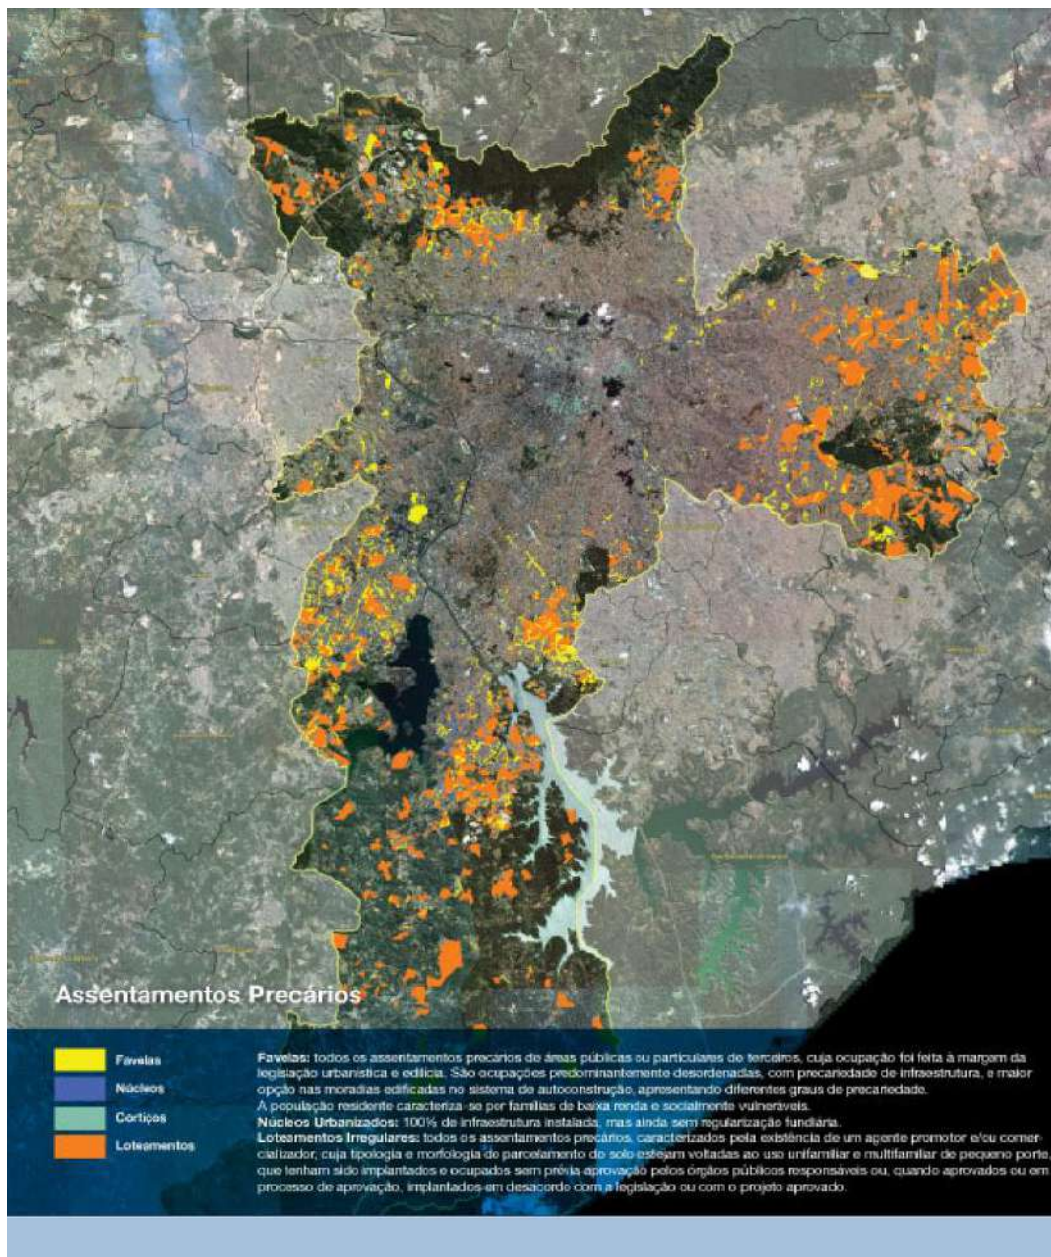 Assentamentos Precários
Favelas
Núcleos
Cortiços
Loteamentos
Favelas: todos os assentamentos precários de áreas públicas ou particulares de terceiros, cuja ocupação foi feita à margem da
legislação urbanística e edilícia. São ocupações predominantemente desordenadas, com precariedade de infraestrutura, e maior
opção nas moradias edificadas no sistema de autoconstrução, apresentando diferentes graus de precariedade.
A população residente caracteriza-se por famílias de baixa renda e socialmente vulneráveis.
Núcleos Urbanizados: 100% de infraestrutura instalada, mas ainda sem regularização fundiária.
Loteamentos Irregulares: todos os assentamentos precários, caracterizados pela existência de um agente promotor e/ou comer-
cializador, cuja tipologia e morfologia de parcelamento do solo estejam voltadas ao uso unifamiliar e multifamiliar de pequeno porte,
que tenham sido implantados e ocupados sem prévia aprovação pelos órgãos públicos responsáveis ou, quando aprovados ou em
processo de aprovação, implantados em desacordo com a legislação ou com o projeto aprovado.